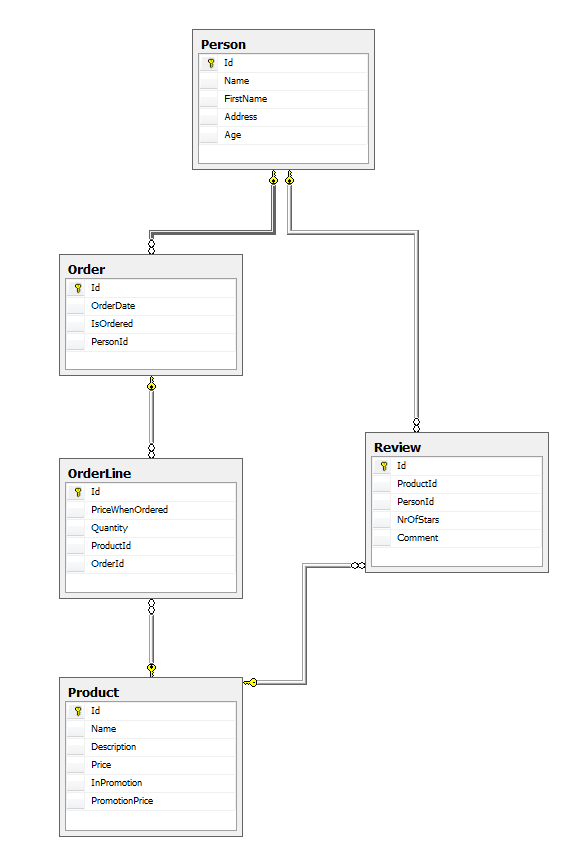 Person
Id
Name
FirstName
Address
Age
Order
Id
OrderDate
IsOrdered
PersonId
OrderLine
Id
PriceWhenOrdered
Quantity
ProductId
OrderId
Review
Id
ProductId
PersonId
NrOfStars
Comment
Product
Id
Name
Description
Price
InPromotion
PromotionPrice